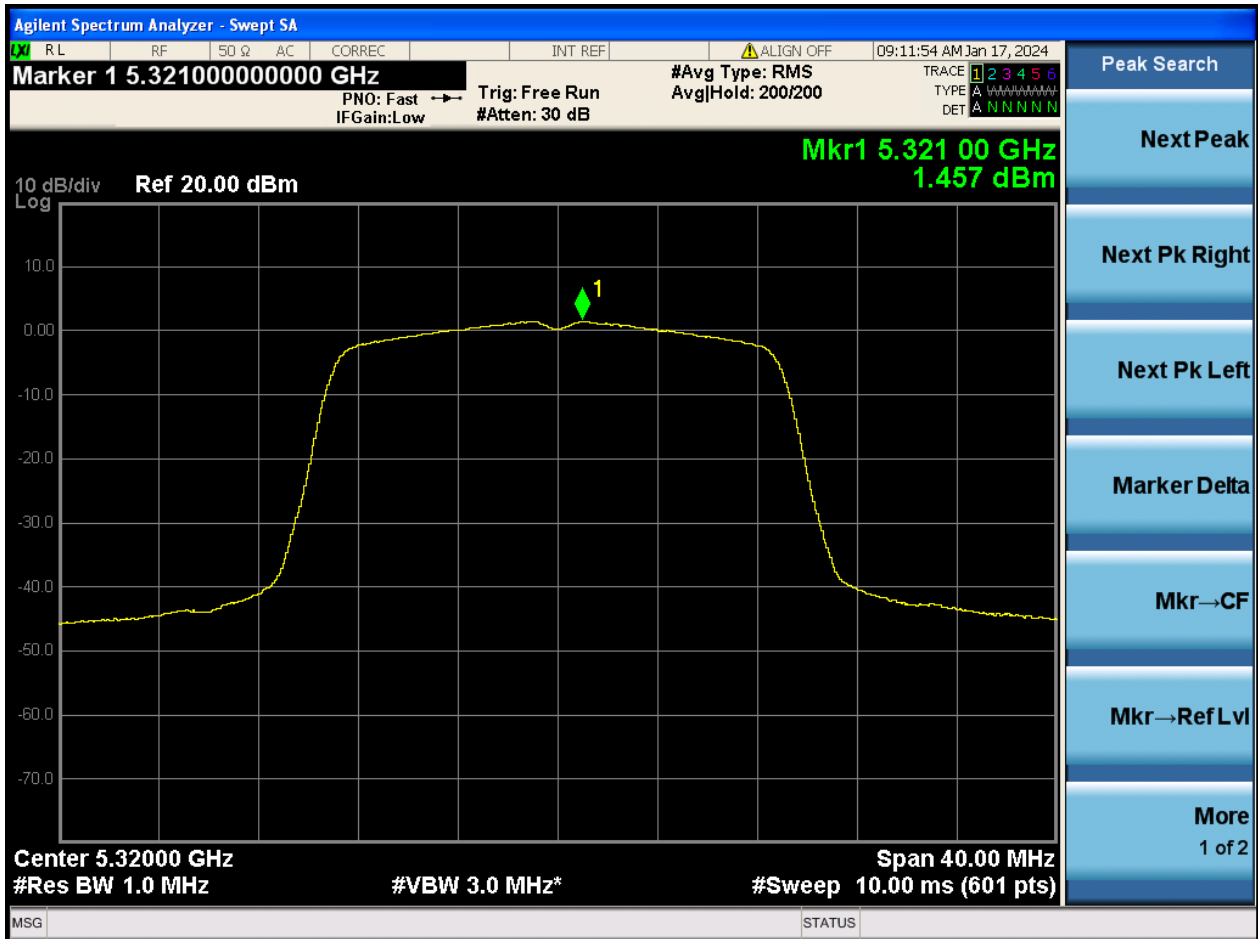 Agilent Spectrum Analyzer - Swept SA
LXI RL RF 50 Ω AC CORREC INT REF ALIGN OFF 09:11:54 AM Jan 17, 2024
Marker 1 5.321000000000 GHz
PNO: Fast
IFGain:Low
Trig: Free Run
#Atten: 30 dB
#Avg Type: RMS
Avg|Hold: 200/200
TRACE 1 2 3 4 5 6
TYPE A WWWWW
DET A N N N N N
Mkr1 5.321 00 GHz
1.457 dBm
10 dB/div Ref 20.00 dBm
Log
10.0
0.00
-10.0
-20.0
-30.0
-40.0
-50.0
-60.0
-70.0
1
Center 5.32000 GHz Span 40.00 MHz
#Res BW 1.0 MHz #VBW 3.0 MHz* #Sweep 10.00 ms (601 pts)
MSG STATUS
Peak Search
Next Peak
Next Pk Right
Next Pk Left
Marker Delta
Mkr→CF
Mkr→Ref Lvl
More
1 of 2